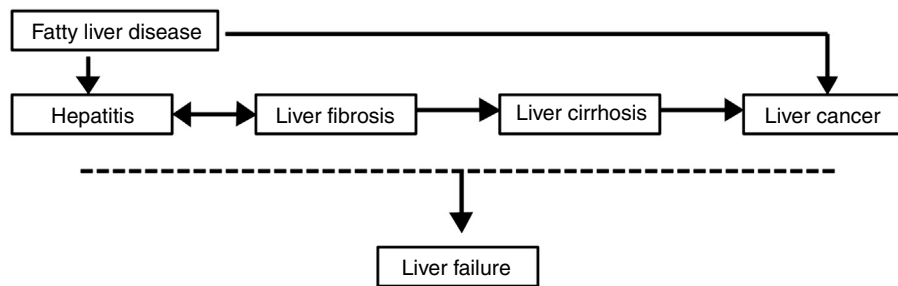 Fatty liver disease
Hepatitis
Liver fibrosis
Liver cirrhosis
Liver cancer
Liver failure